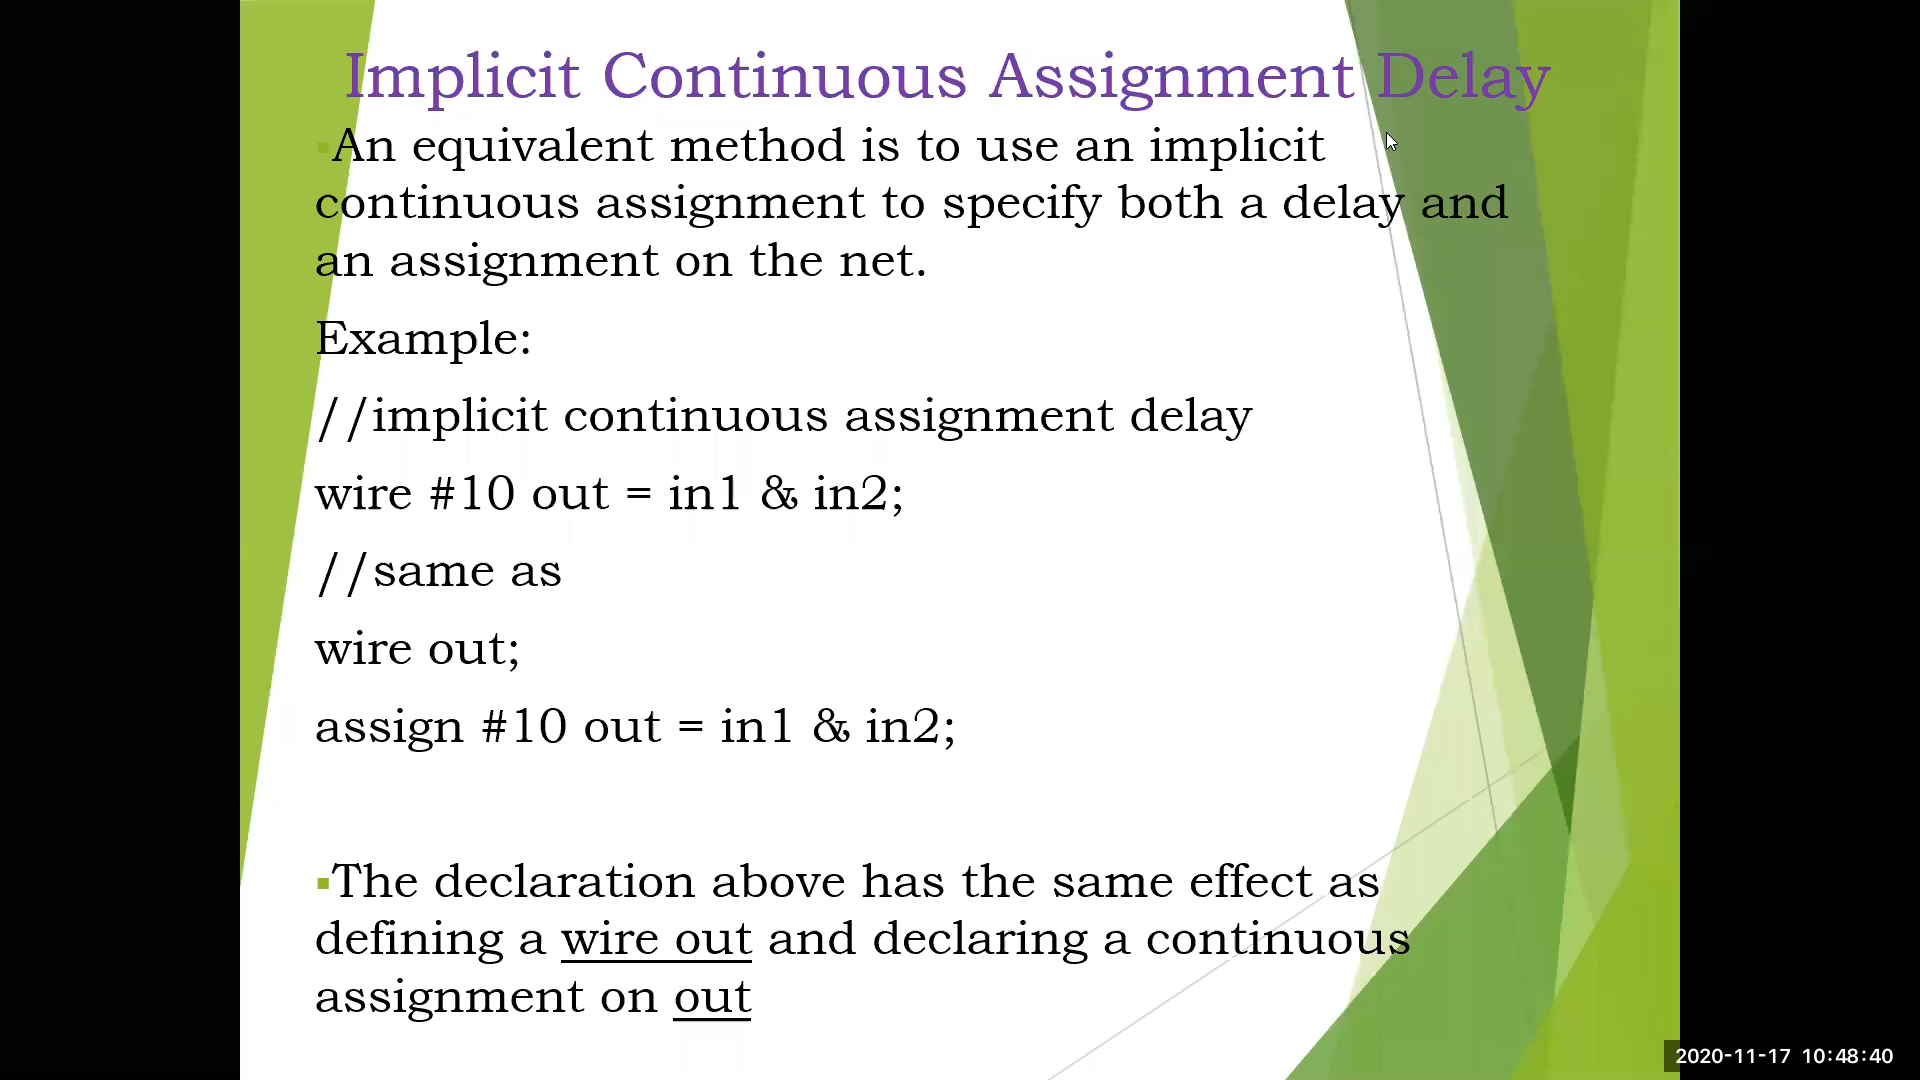 Implicit Continuous Assignment Delay
▪An equivalent method is to use an implicit
continuous assignment to specify both a delay and
an assignment on the net.
Example:
//implicit continuous assignment delay
wire #10 out = in1 & in2;
//same as
wire out;
assign #10 out = in1 & in2;
▪The declaration above has the same effect as
defining a wire out and declaring a continuous
assignment on out
2020-11-17 10:48:40